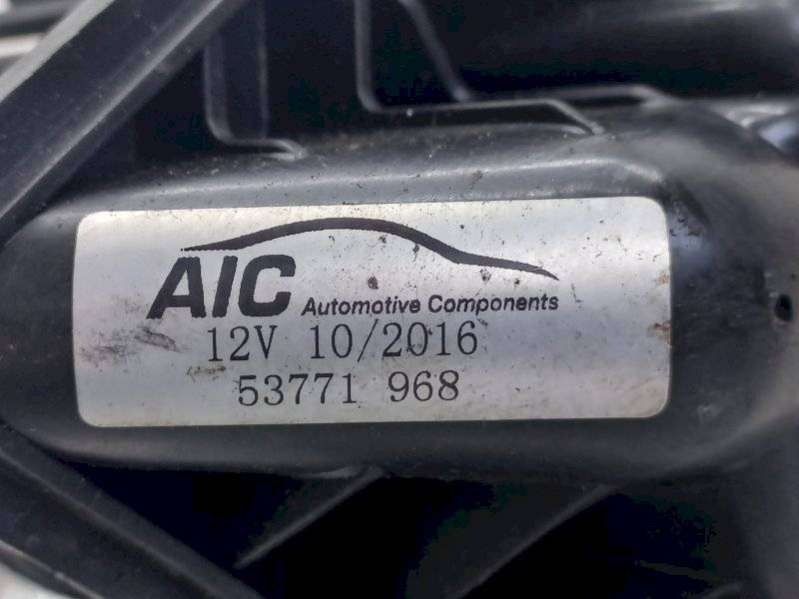 AIC Automotive Components
12V 10/2016
53771 968